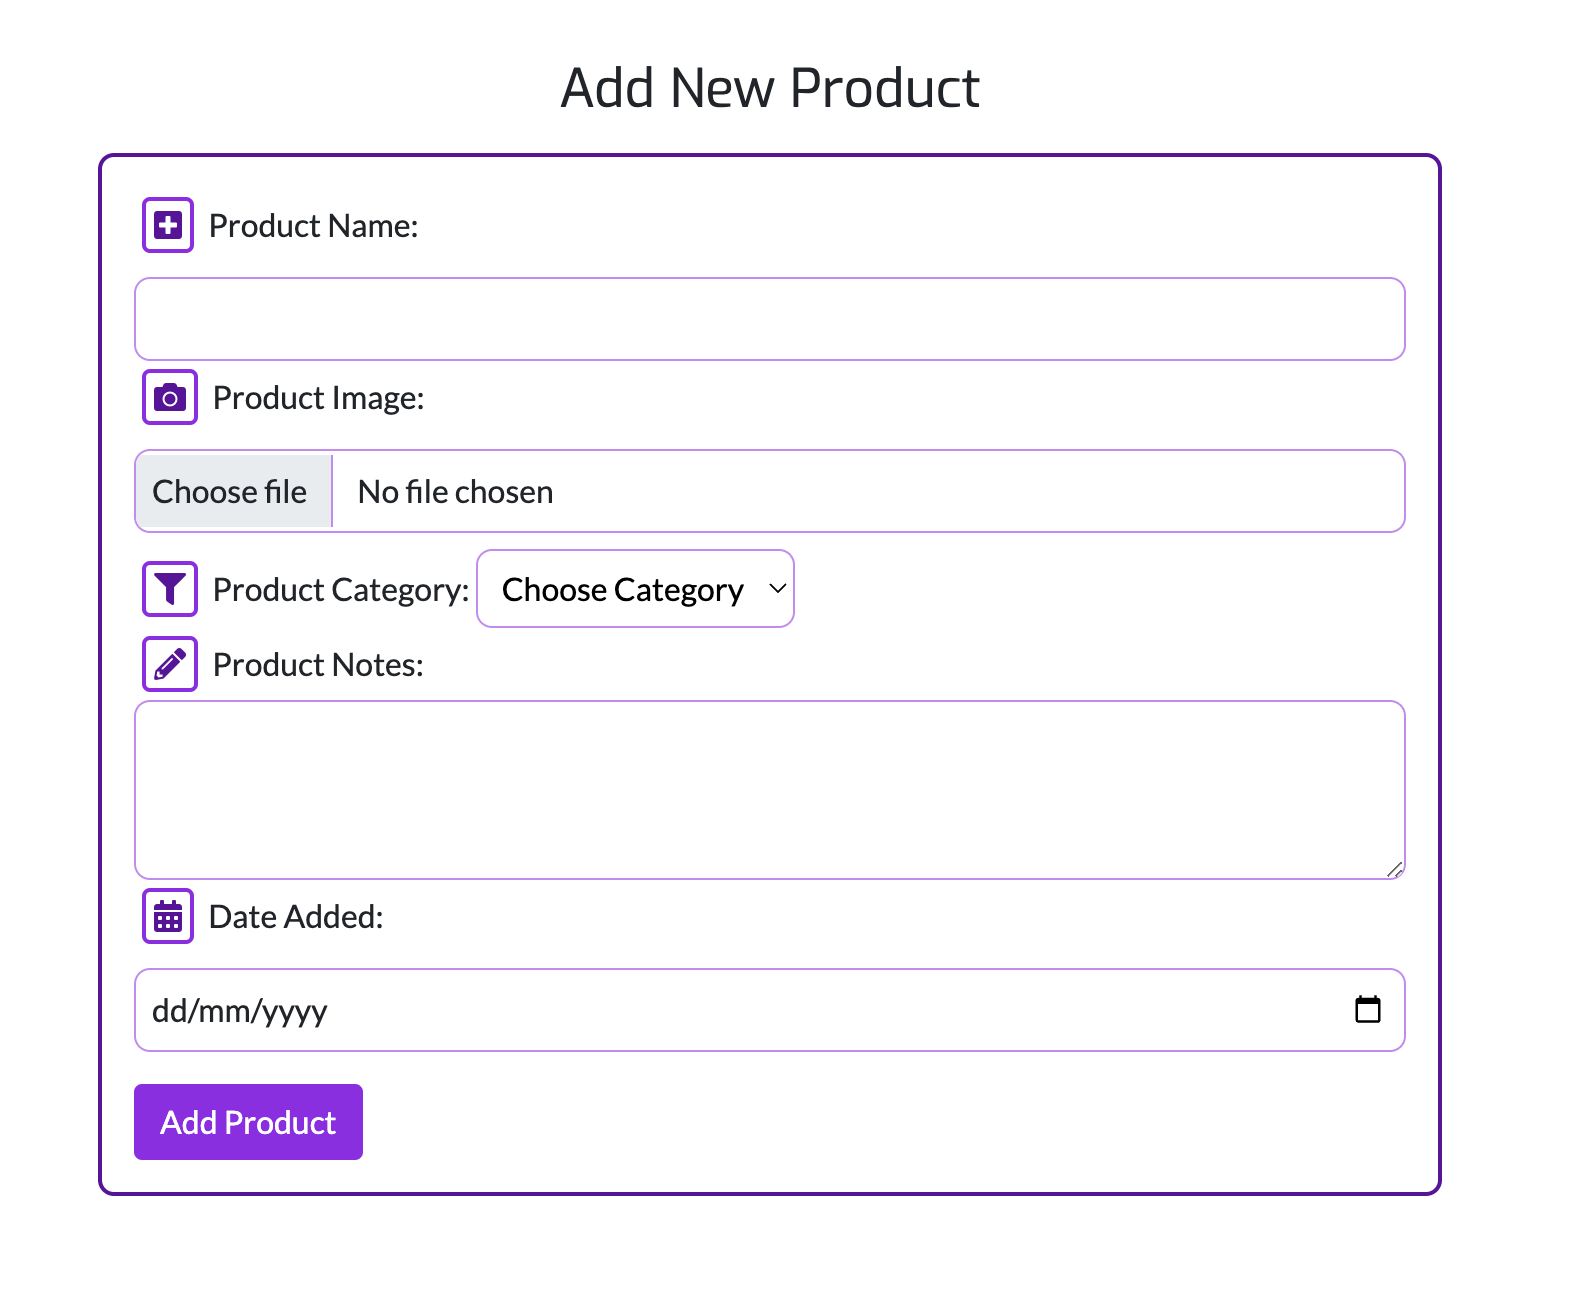 Add New Product
Product Name:
Product Image:
Choose file No file chosen
Product Category: Choose Category
Product Notes:
Date Added:
dd/mm/yyyy
Add Product